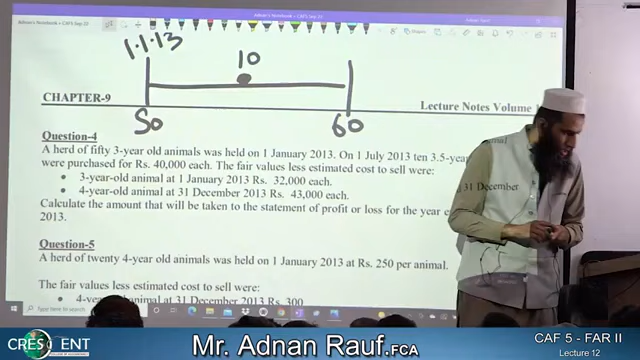 Adnan's Notebook • CAF5 Sep 20
1.1.13
10
50
60
CHAPTER-9
Lecture Notes Volume 1
Question-4
A herd of fifty 3-year old animals was held on 1 January 2013. On 1 July 2013 ten 3.5-year
were purchased for Rs. 40,000 each. The fair values less estimated cost to sell were:
• 3-year-old animal at 1 January 2013 Rs. 32,000 each.
• 4-year-old animal at 31 December 2013 Rs. 43,000 each.
Calculate the amount that will be taken to the statement of profit or loss for the year
2013.
31 December
Question-5
A herd of twenty 4-year old animals was held on 1 January 2013 at Rs. 250 per animal.
The fair values less estimated cost to sell were:
• 4-year animal at 31 December 2013 Rs. 300
CRESCENT
Mr. Adnan Rauf.FCA
CAF 5 - FAR II
Lecture 12